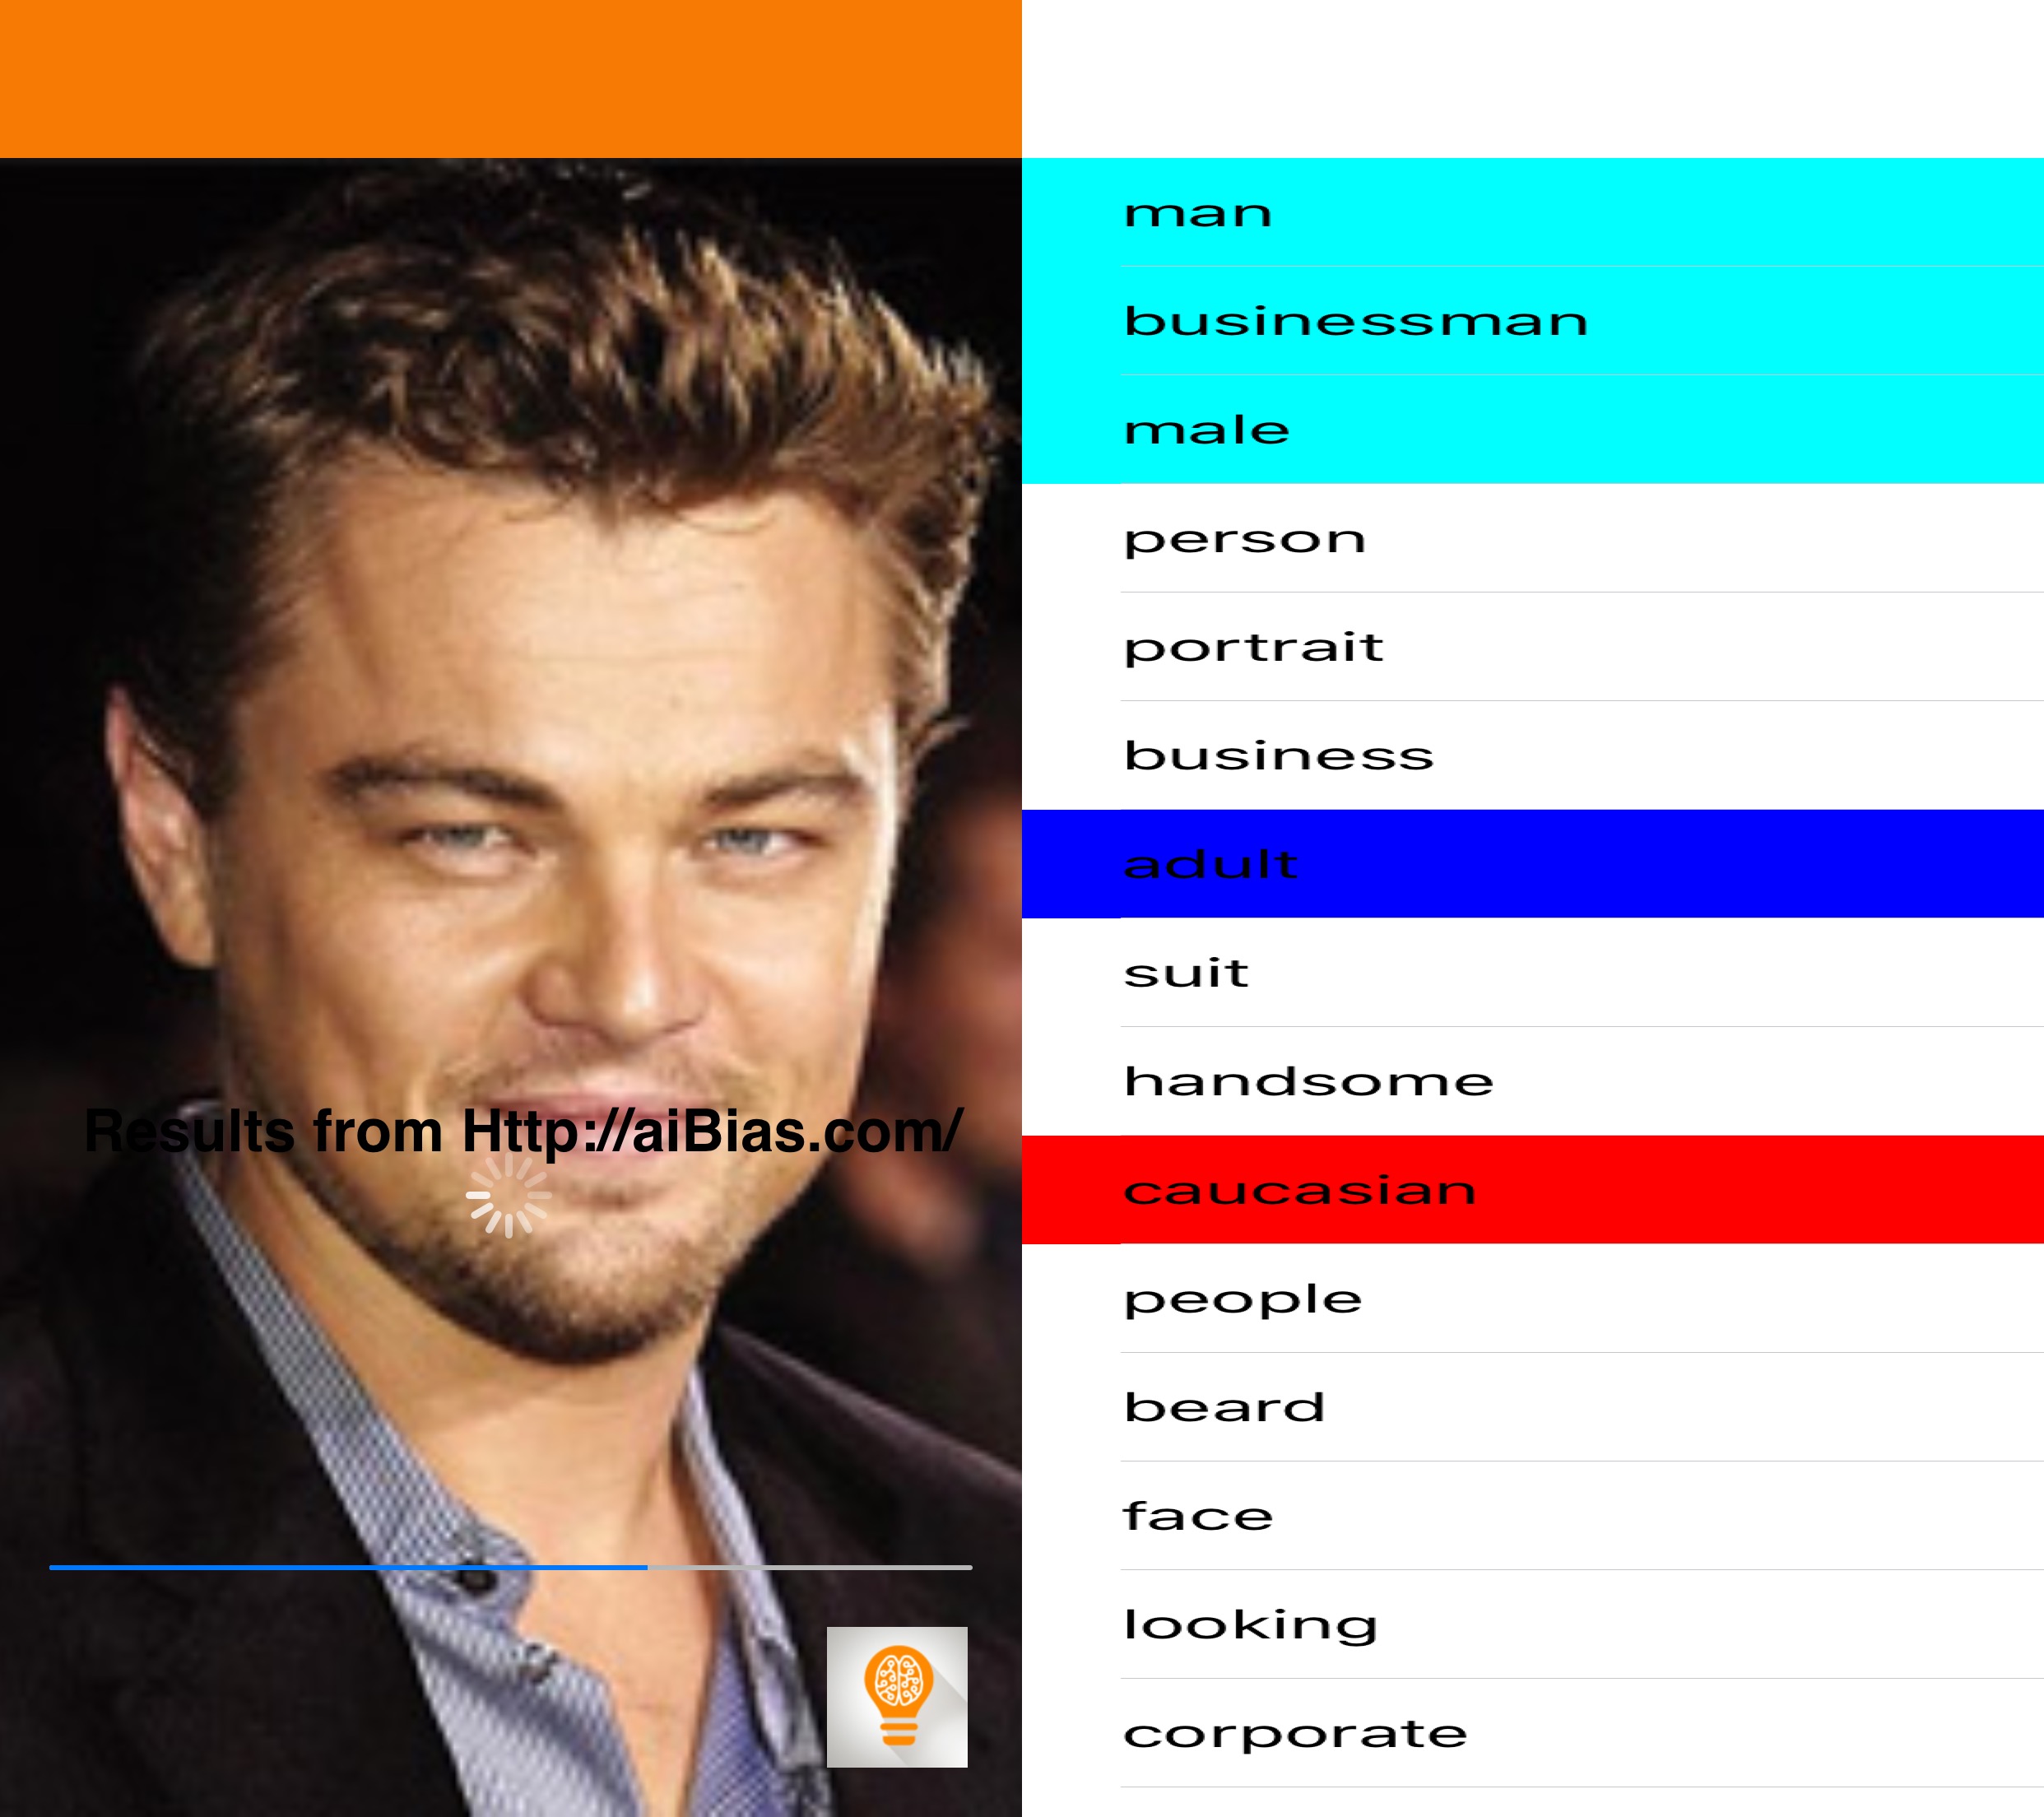 Results from Http://aiBias.com/
man
businessman
male
person
portrait
business
adult
suit
handsome
caucasian
people
beard
face
looking
corporate